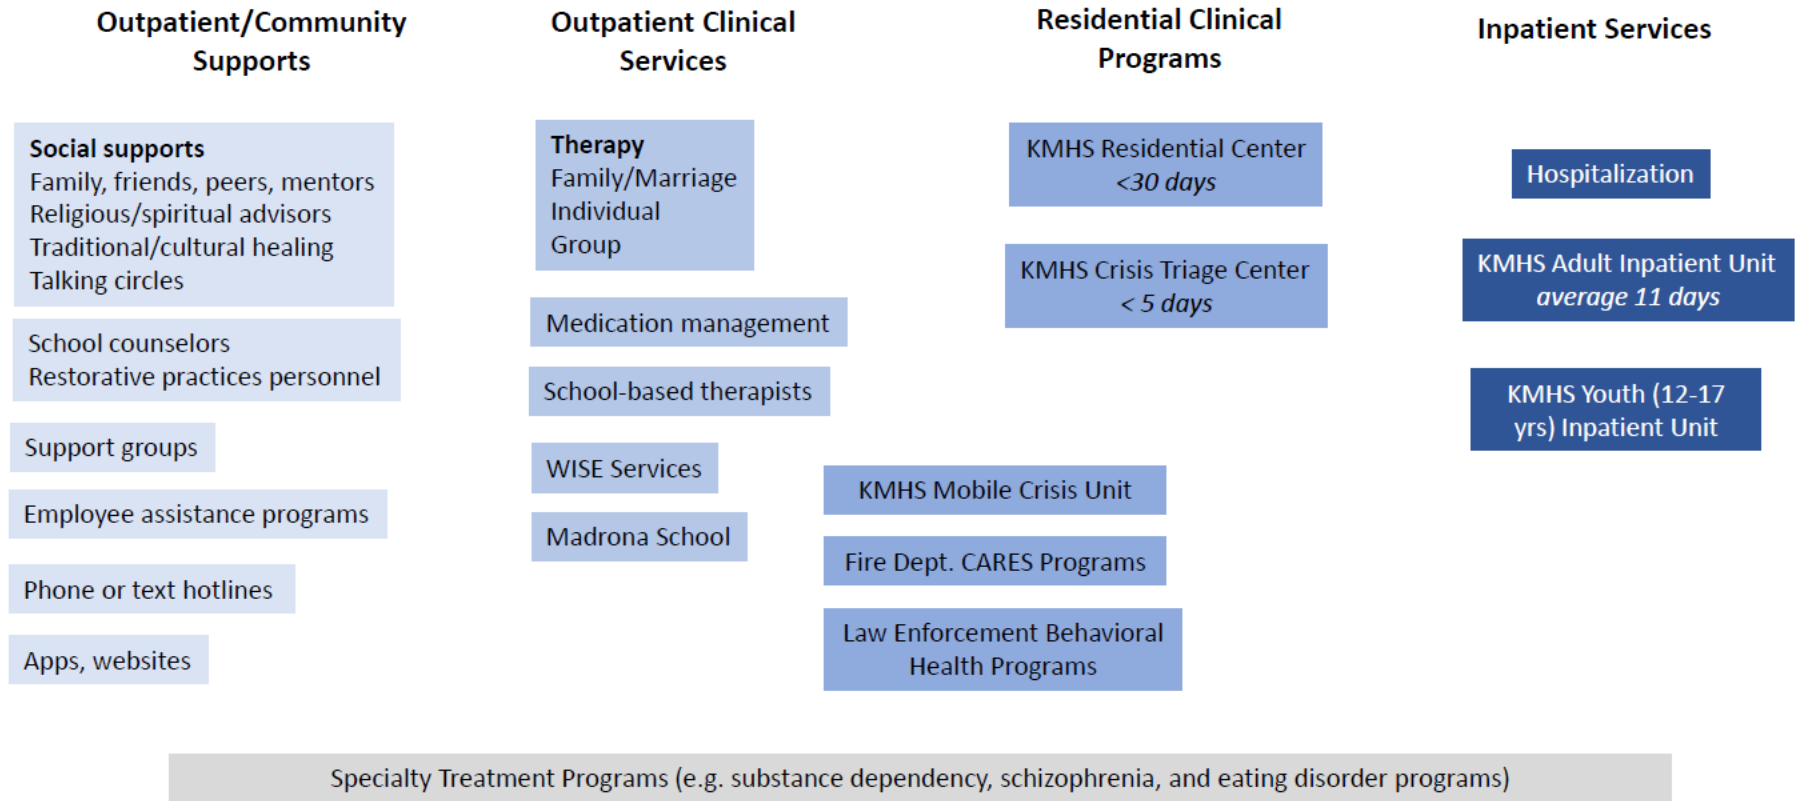 Outpatient/Community
Supports
Social supports
Family, friends, peers, mentors
Religious/spiritual advisors
Traditional/cultural healing
Talking circles
School counselors
Restorative practices personnel
Support groups
Employee assistance programs
Phone or text hotlines
Apps, websites
Outpatient Clinical
Services
Therapy
Family/Marriage
Individual
Group
Medication management
School-based therapists
WISE Services
Madrona School
Residential Clinical
Programs
KMHS Residential Center
<30 days
KMHS Crisis Triage Center
< 5 days
KMHS Mobile Crisis Unit
Fire Dept. CARES Programs
Law Enforcement Behavioral
Health Programs
Inpatient Services
Hospitalization
KMHS Adult Inpatient Unit
average 11 days
KMHS Youth (12-17
yrs) Inpatient Unit
Specialty Treatment Programs (e.g. substance dependency, schizophrenia, and eating disorder programs)